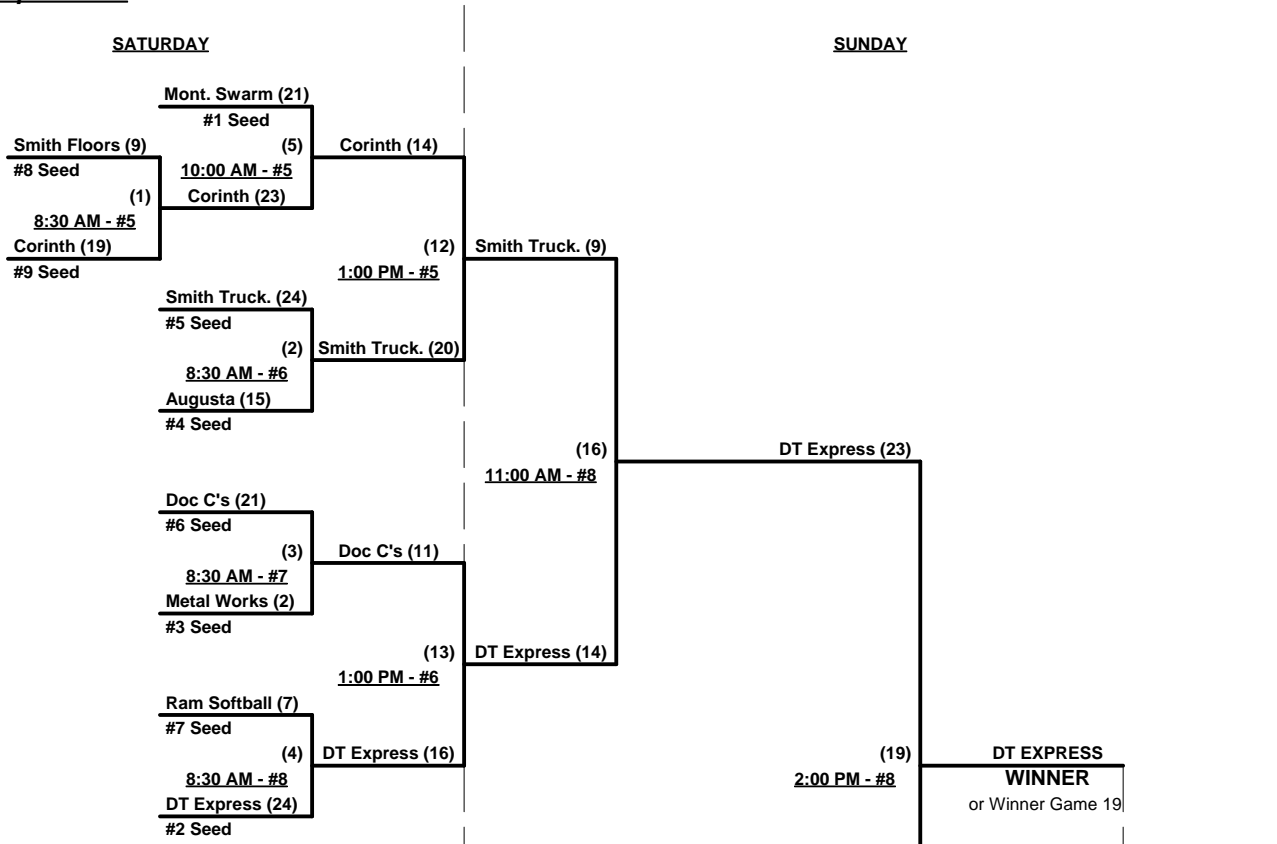 SATURDAY
SUNDAY
Mont. Swarm (21)
#1 Seed
Smith Floors (9)
(5)
Corinth (14)
#8 Seed
10:00 AM - #5
(1)
Corinth (23)
8:30 AM - #5
Corinth (19)
(12)
Smith Truck. (9)
#9 Seed
1:00 PM - #5
Smith Truck. (24)
#5 Seed
(2)
Smith Truck. (20)
8:30 AM - #6
Augusta (15)
#4 Seed
(16)
DT Express (23)
11:00 AM - #8
Doc C's (21)
#6 Seed
(3)
Doc C's (11)
8:30 AM - #7
Metal Works (2)
#3 Seed
(13)
DT Express (14)
1:00 PM - #6
Ram Softball (7)
#7 Seed
(4)
DT Express (16)
(19)
DT EXPRESS
8:30 AM - #8
2:00 PM - #8
WINNER
DT Express (24)
or Winner Game 19
#2 Seed